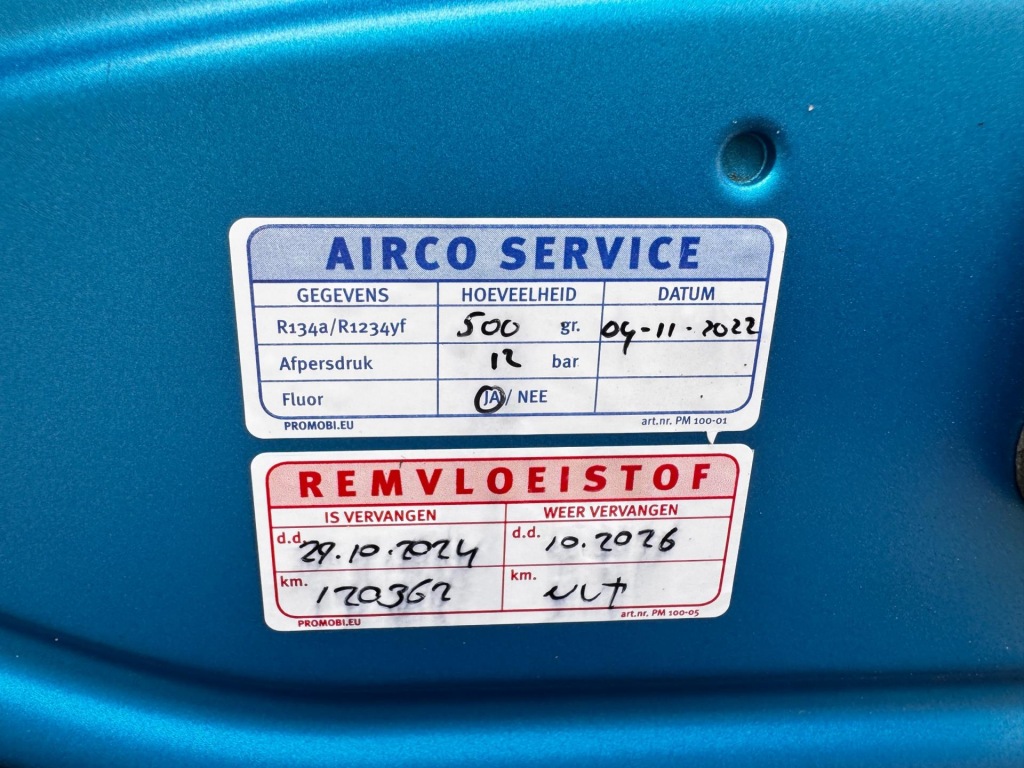 AIRCO SERVICE
GEGEVENS HOEVEELHEID DATUM
R134a/R1234yf 500 gr. 04-11-2022
Afpersdruk 12 bar
Fluor JA / NEE
PROMOBI.EU art.nr. PM 100-01
REMVLOEISTOF
IS VERVANGEN WEER VERVANGEN
d.d. 29.10.2024 d.d. 10.2026
km. 120362 km.
PROMOBI.EU art.nr. PM 100-05